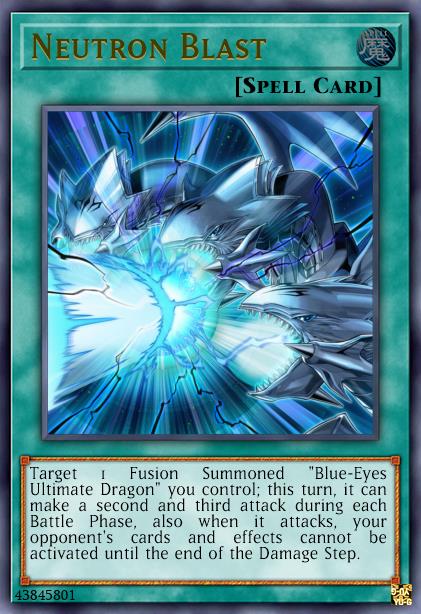 Neutron Blast
魔
[Spell Card]
Target 1 Fusion Summoned "Blue-Eyes
Ultimate Dragon" you control; this turn, it can
make a second and third attack during each
Battle Phase, also when it attacks, your
opponent's cards and effects cannot be
activated until the end of the Damage Step.
43845801